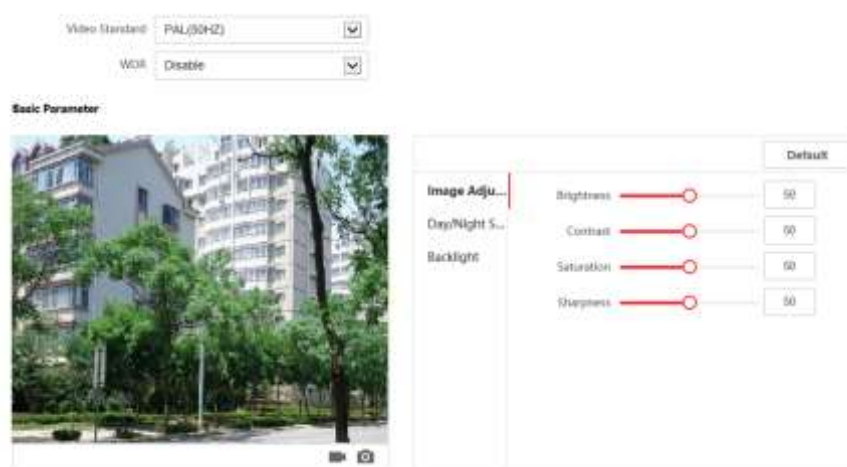 Video Standard PAL(50HZ)
WDR Disable
Basic Parameter
Default
Image Adju...
Brightness 50
Day/Night S...
Contrast 50
Backlight
Saturation 50
Sharpness 50